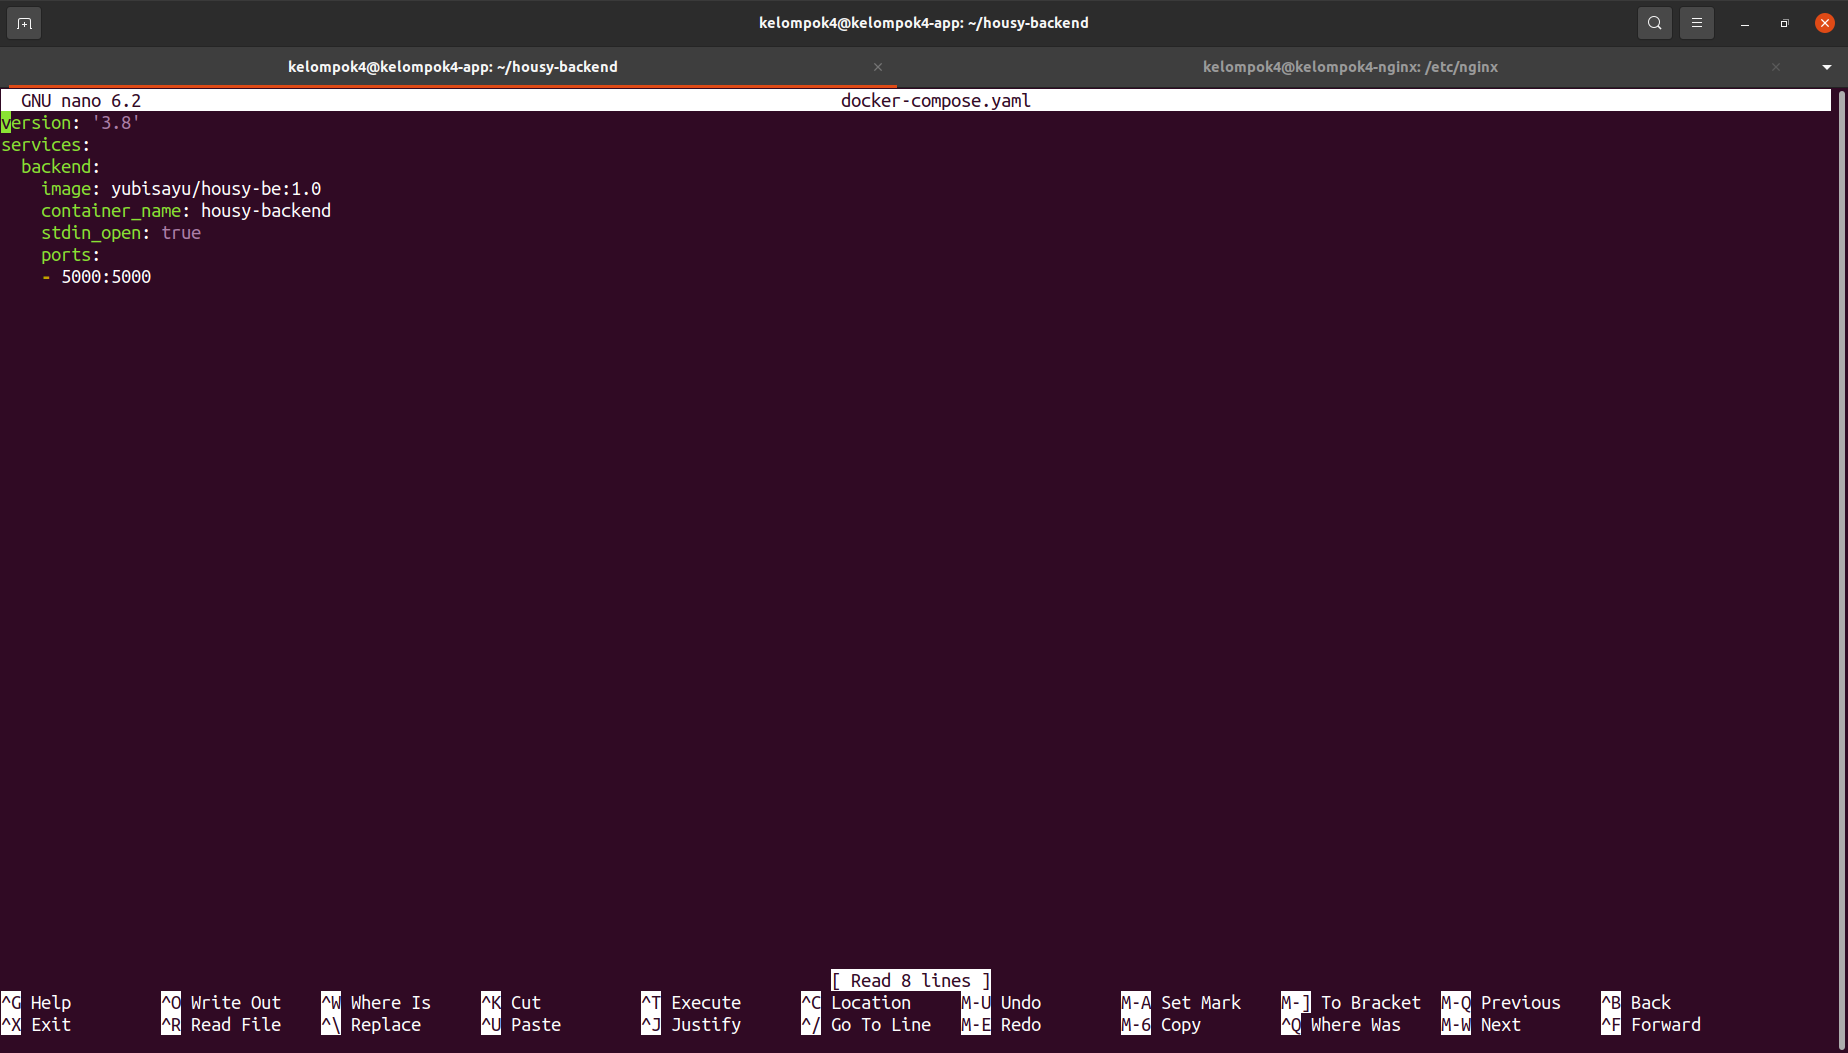 kelompok4@kelompok4-app: ~/housy-backend
kelompok4@kelompok4-app: ~/housy-backend
kelompok4@kelompok4-nginx: /etc/nginx
GNU nano 6.2 docker-compose.yaml
version: '3.8'
services:
  backend:
    image: yubisayu/housy-be:1.0
    container_name: housy-backend
    stdin_open: true
    ports:
    - 5000:5000
[ Read 8 lines ]
^G Help ^O Write Out ^W Where Is ^K Cut ^T Execute ^C Location M-U Undo M-A Set Mark M-] To Bracket M-Q Previous ^B Back
^X Exit ^R Read File ^\ Replace ^U Paste ^J Justify ^/ Go To Line M-E Redo M-6 Copy ^Q Where Was M-W Next ^F Forward